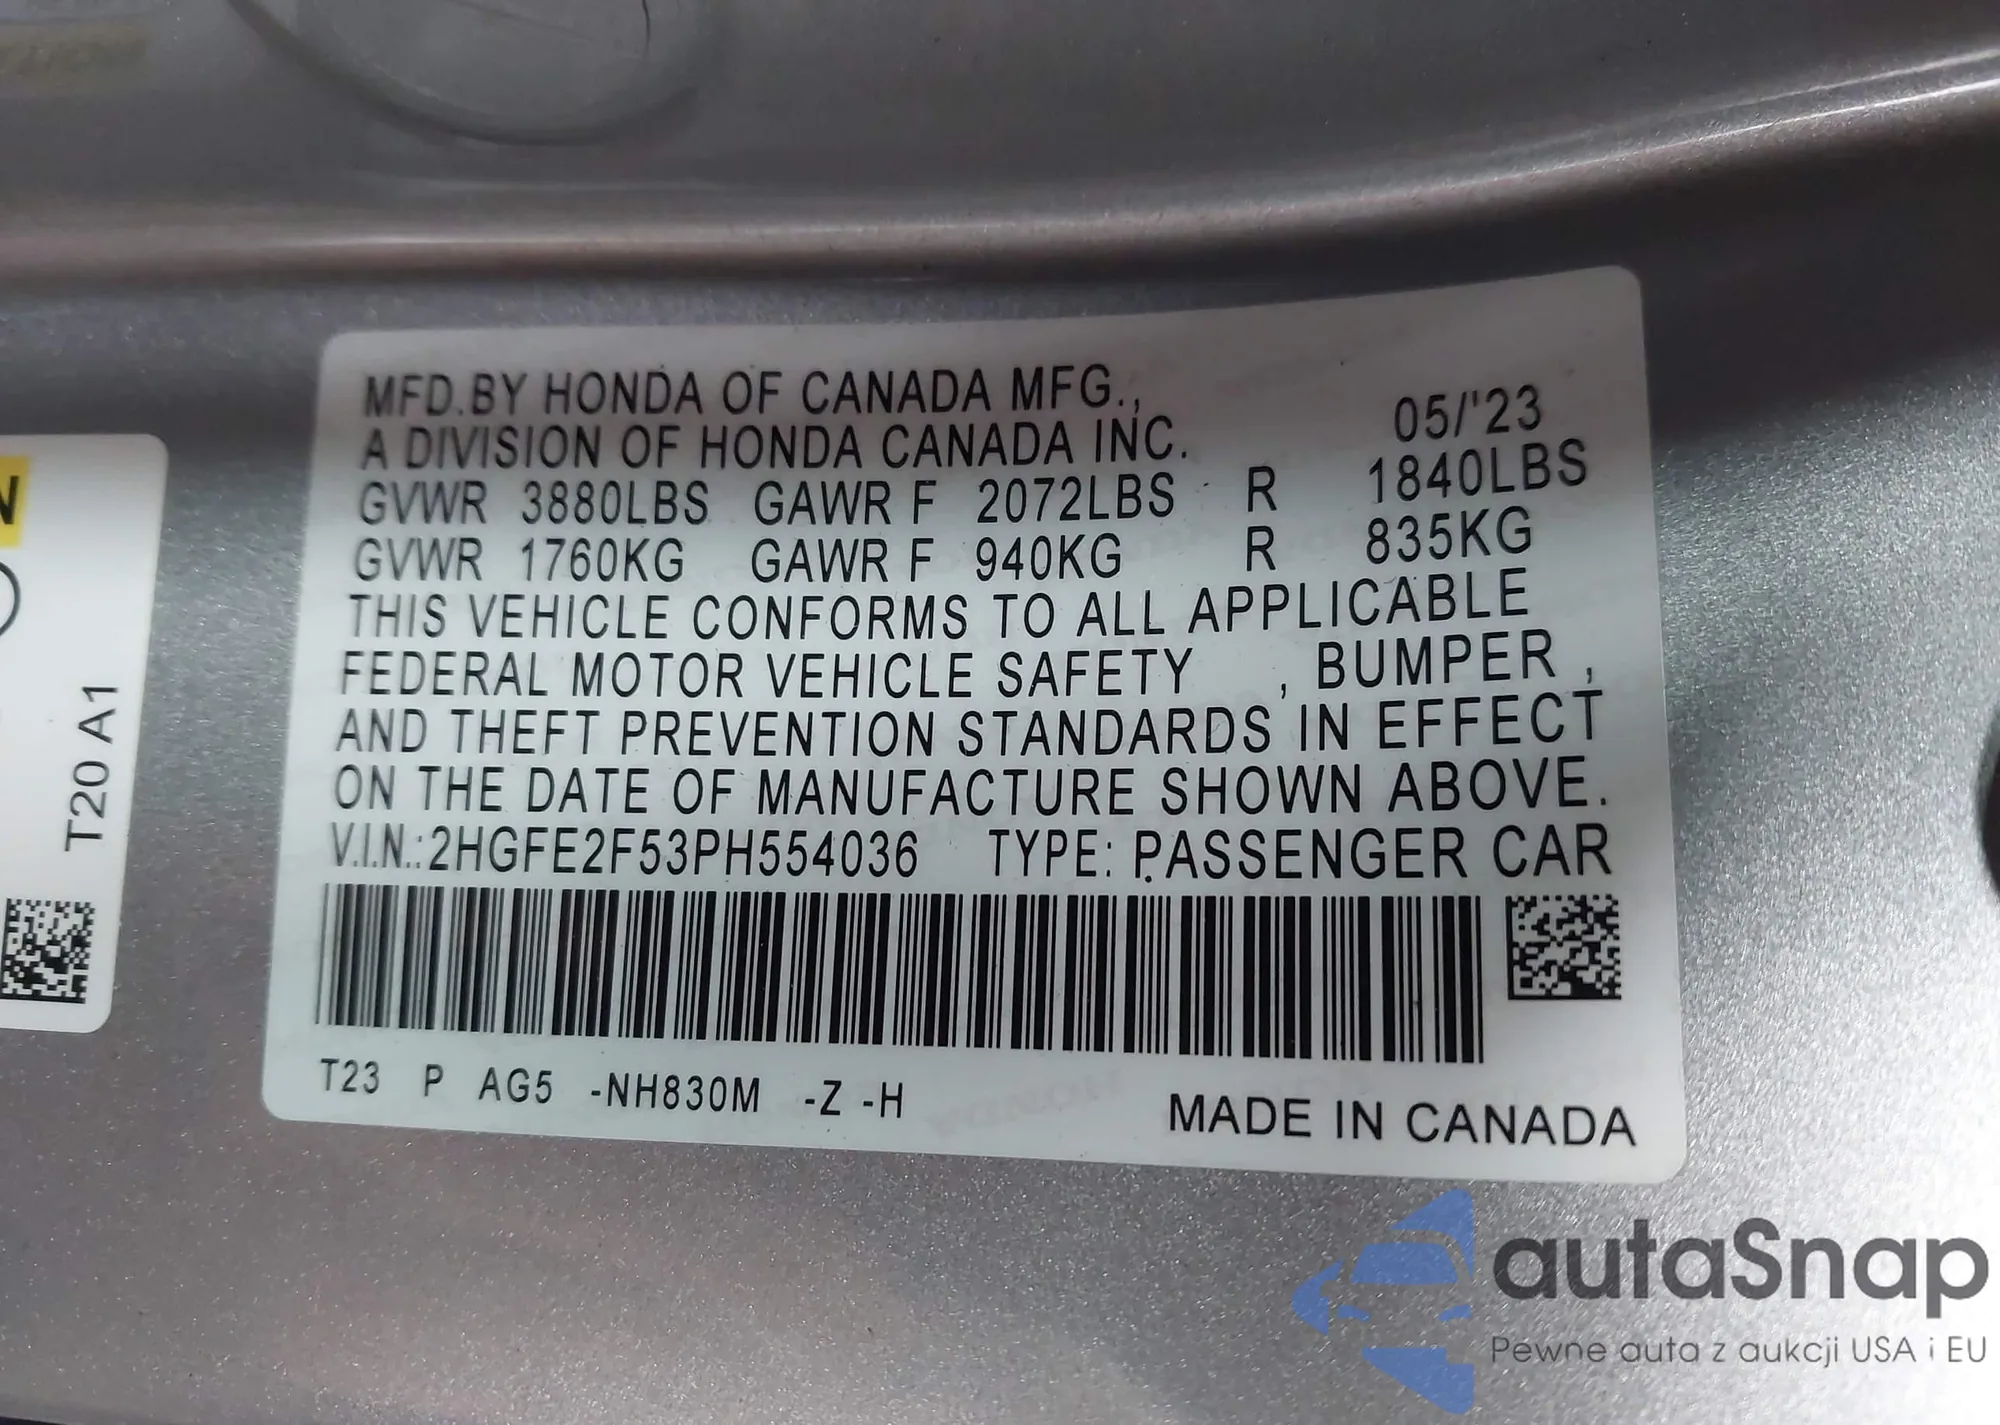 MFD.BY HONDA OF CANADA MFG.,
A DIVISION OF HONDA CANADA INC.
05/'23
GVWR 3880LBS GAWR F 2072LBS R 1840LBS
GVWR 1760KG GAWR F 940KG R 835KG
THIS VEHICLE CONFORMS TO ALL APPLICABLE
FEDERAL MOTOR VEHICLE SAFETY , BUMPER ,
AND THEFT PREVENTION STANDARDS IN EFFECT
ON THE DATE OF MANUFACTURE SHOWN ABOVE.
V.I.N.:2HGFE2F53PH554036 TYPE: PASSENGER CAR
T23 P AG5 -NH830M -Z -H
MADE IN CANADA
T20 A1
autaSnap
Pewne auta z aukcji USA i EU